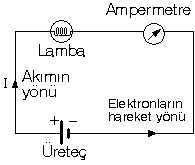 Ampermetre
Lamba
I
Akımın
yönü
Elektronların
hareket yönü
+ −
Üreteç